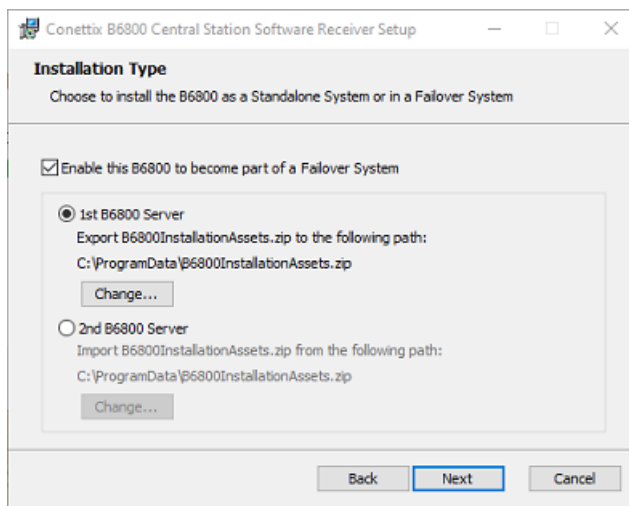 Conettix B6800 Central Station Software Receiver Setup
Installation Type
Choose to install the B6800 as a Standalone System or in a Failover System
Enable this B6800 to become part of a Failover System
1st B6800 Server
Export B6800InstallationAssets.zip to the following path:
C:\ProgramData\B6800InstallationAssets.zip
Change...
2nd B6800 Server
Import B6800InstallationAssets.zip from the following path:
C:\ProgramData\B6800InstallationAssets.zip
Change...
Back Next Cancel